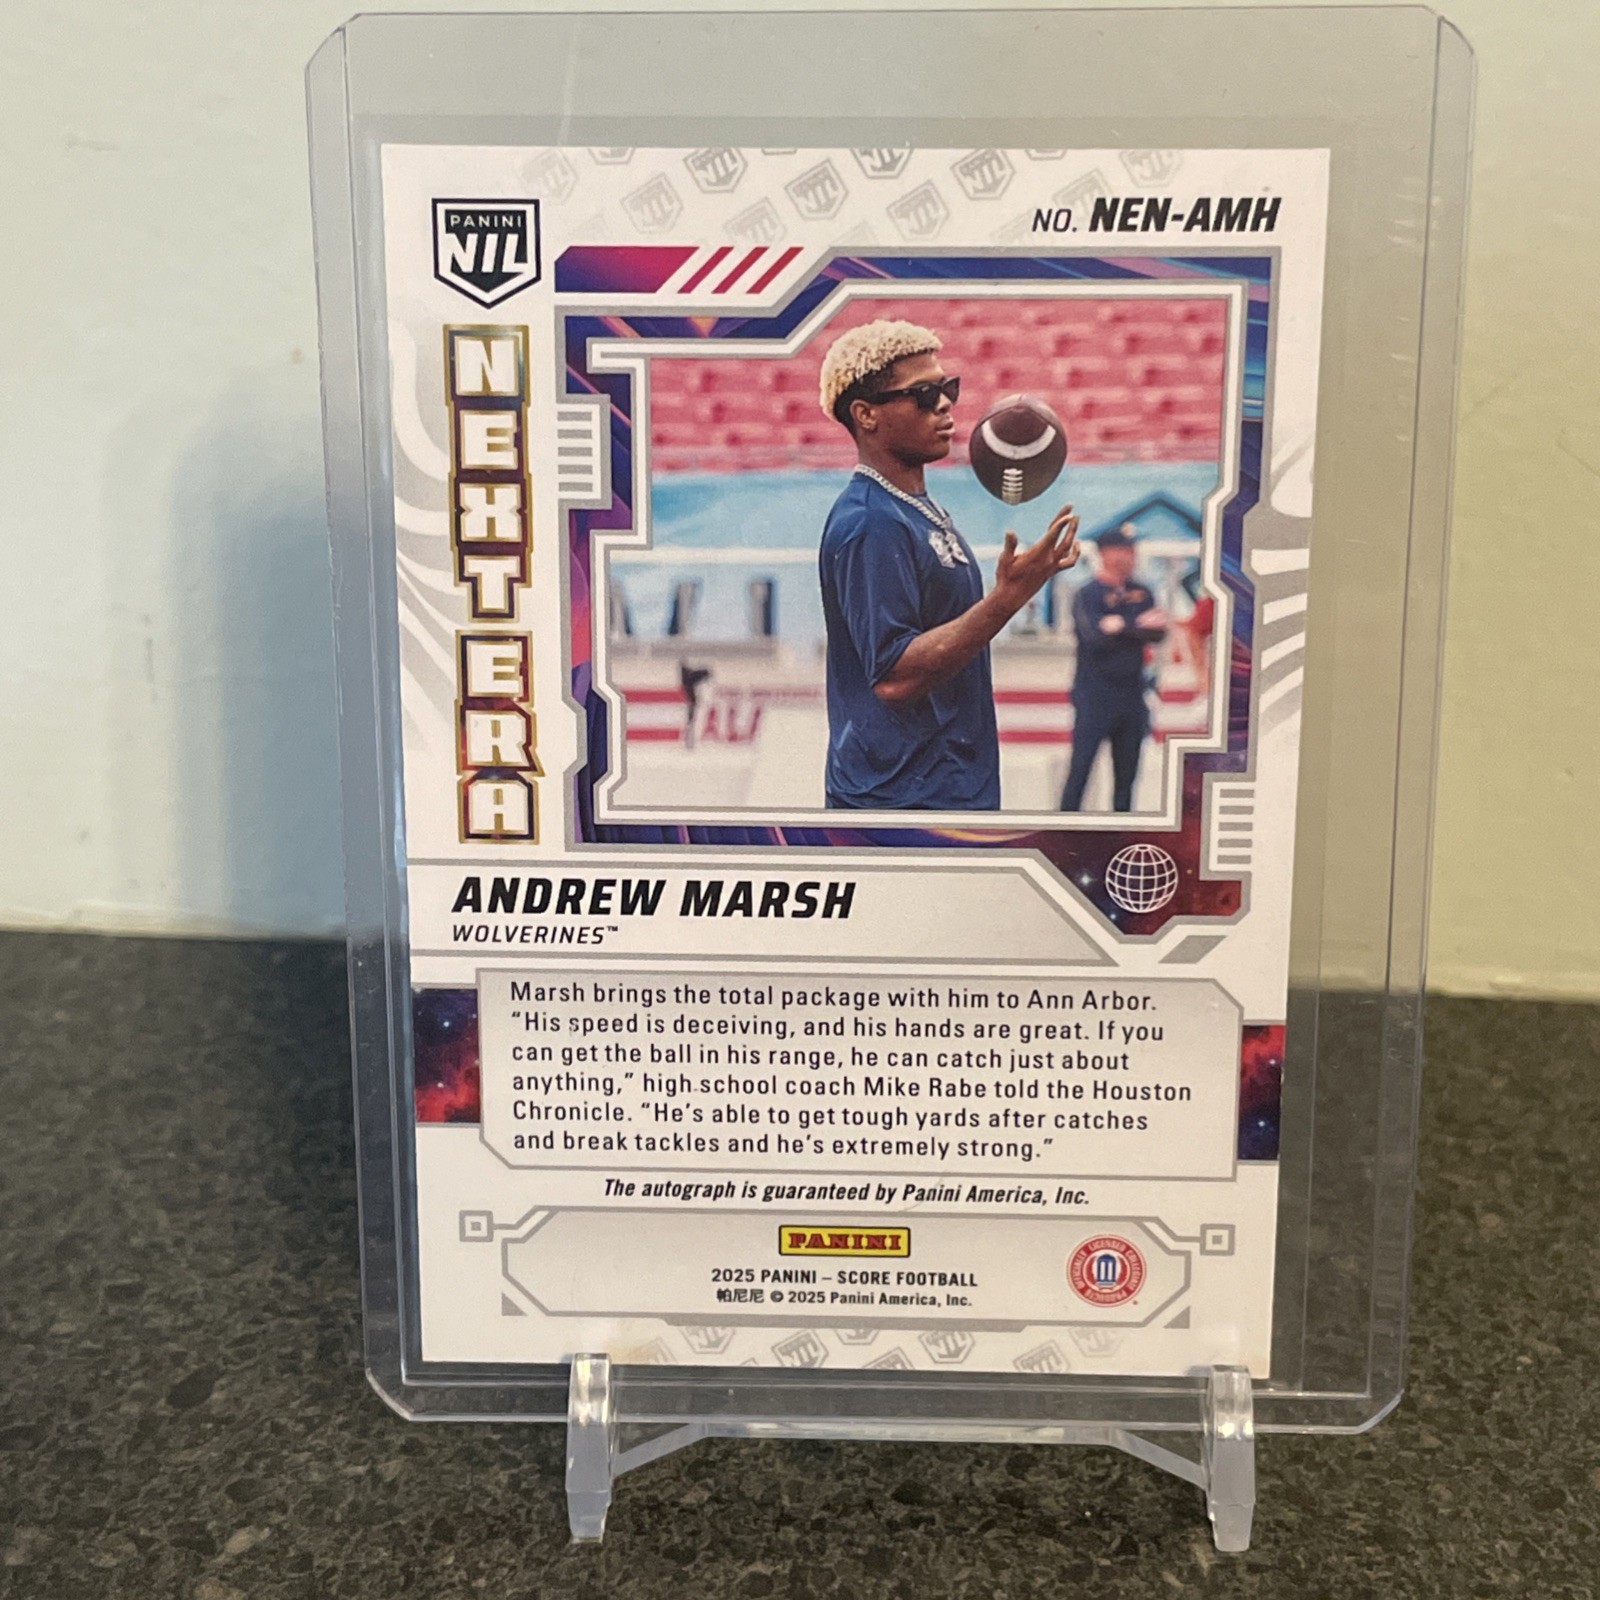 PANINI
NIL
NO. NEN-AMH
NEXT ERA
ANDREW MARSH
WOLVERINES™
Marsh brings the total package with him to Ann Arbor.
“His speed is deceiving, and his hands are great. If you
can get the ball in his range, he can catch just about
anything,” high school coach Mike Rabe told the Houston
Chronicle. “He’s able to get tough yards after catches
and break tackles and he’s extremely strong.”
The autograph is guaranteed by Panini America, Inc.
PANINI
2025 PANINI – SCORE FOOTBALL
帕尼尼 © 2025 Panini America, Inc.
OFFICIALLY LICENSED COLLEGIATE PRODUCTS